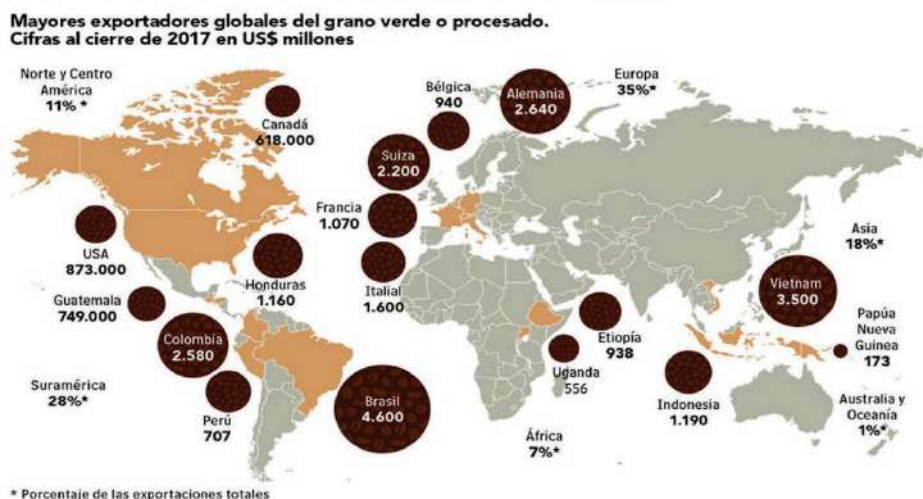 Mayores exportadores globales del grano verde o procesado.
Cifras al cierre de 2017 en US$ millones
Norte y Centro
América
11% *
Canadá
618.000
Bélgica
940
Alemania
2.640
Europa
35%*
Suiza
2.200
Francia
1.070
USA
873.000
Honduras
1.160
Italial
1.600
Asia
18%*
Vietnam
3.500
Guatemala
749.000
Colombia
2.580
Etiopía
938
Papúa
Nueva
Guinea
173
Uganda
556
Suramérica
28%*
Perú
707
Brasil
4.600
Indonesia
1.190
Australia y
Oceanía
1%*
África
7%*
* Porcentaje de las exportaciones totales